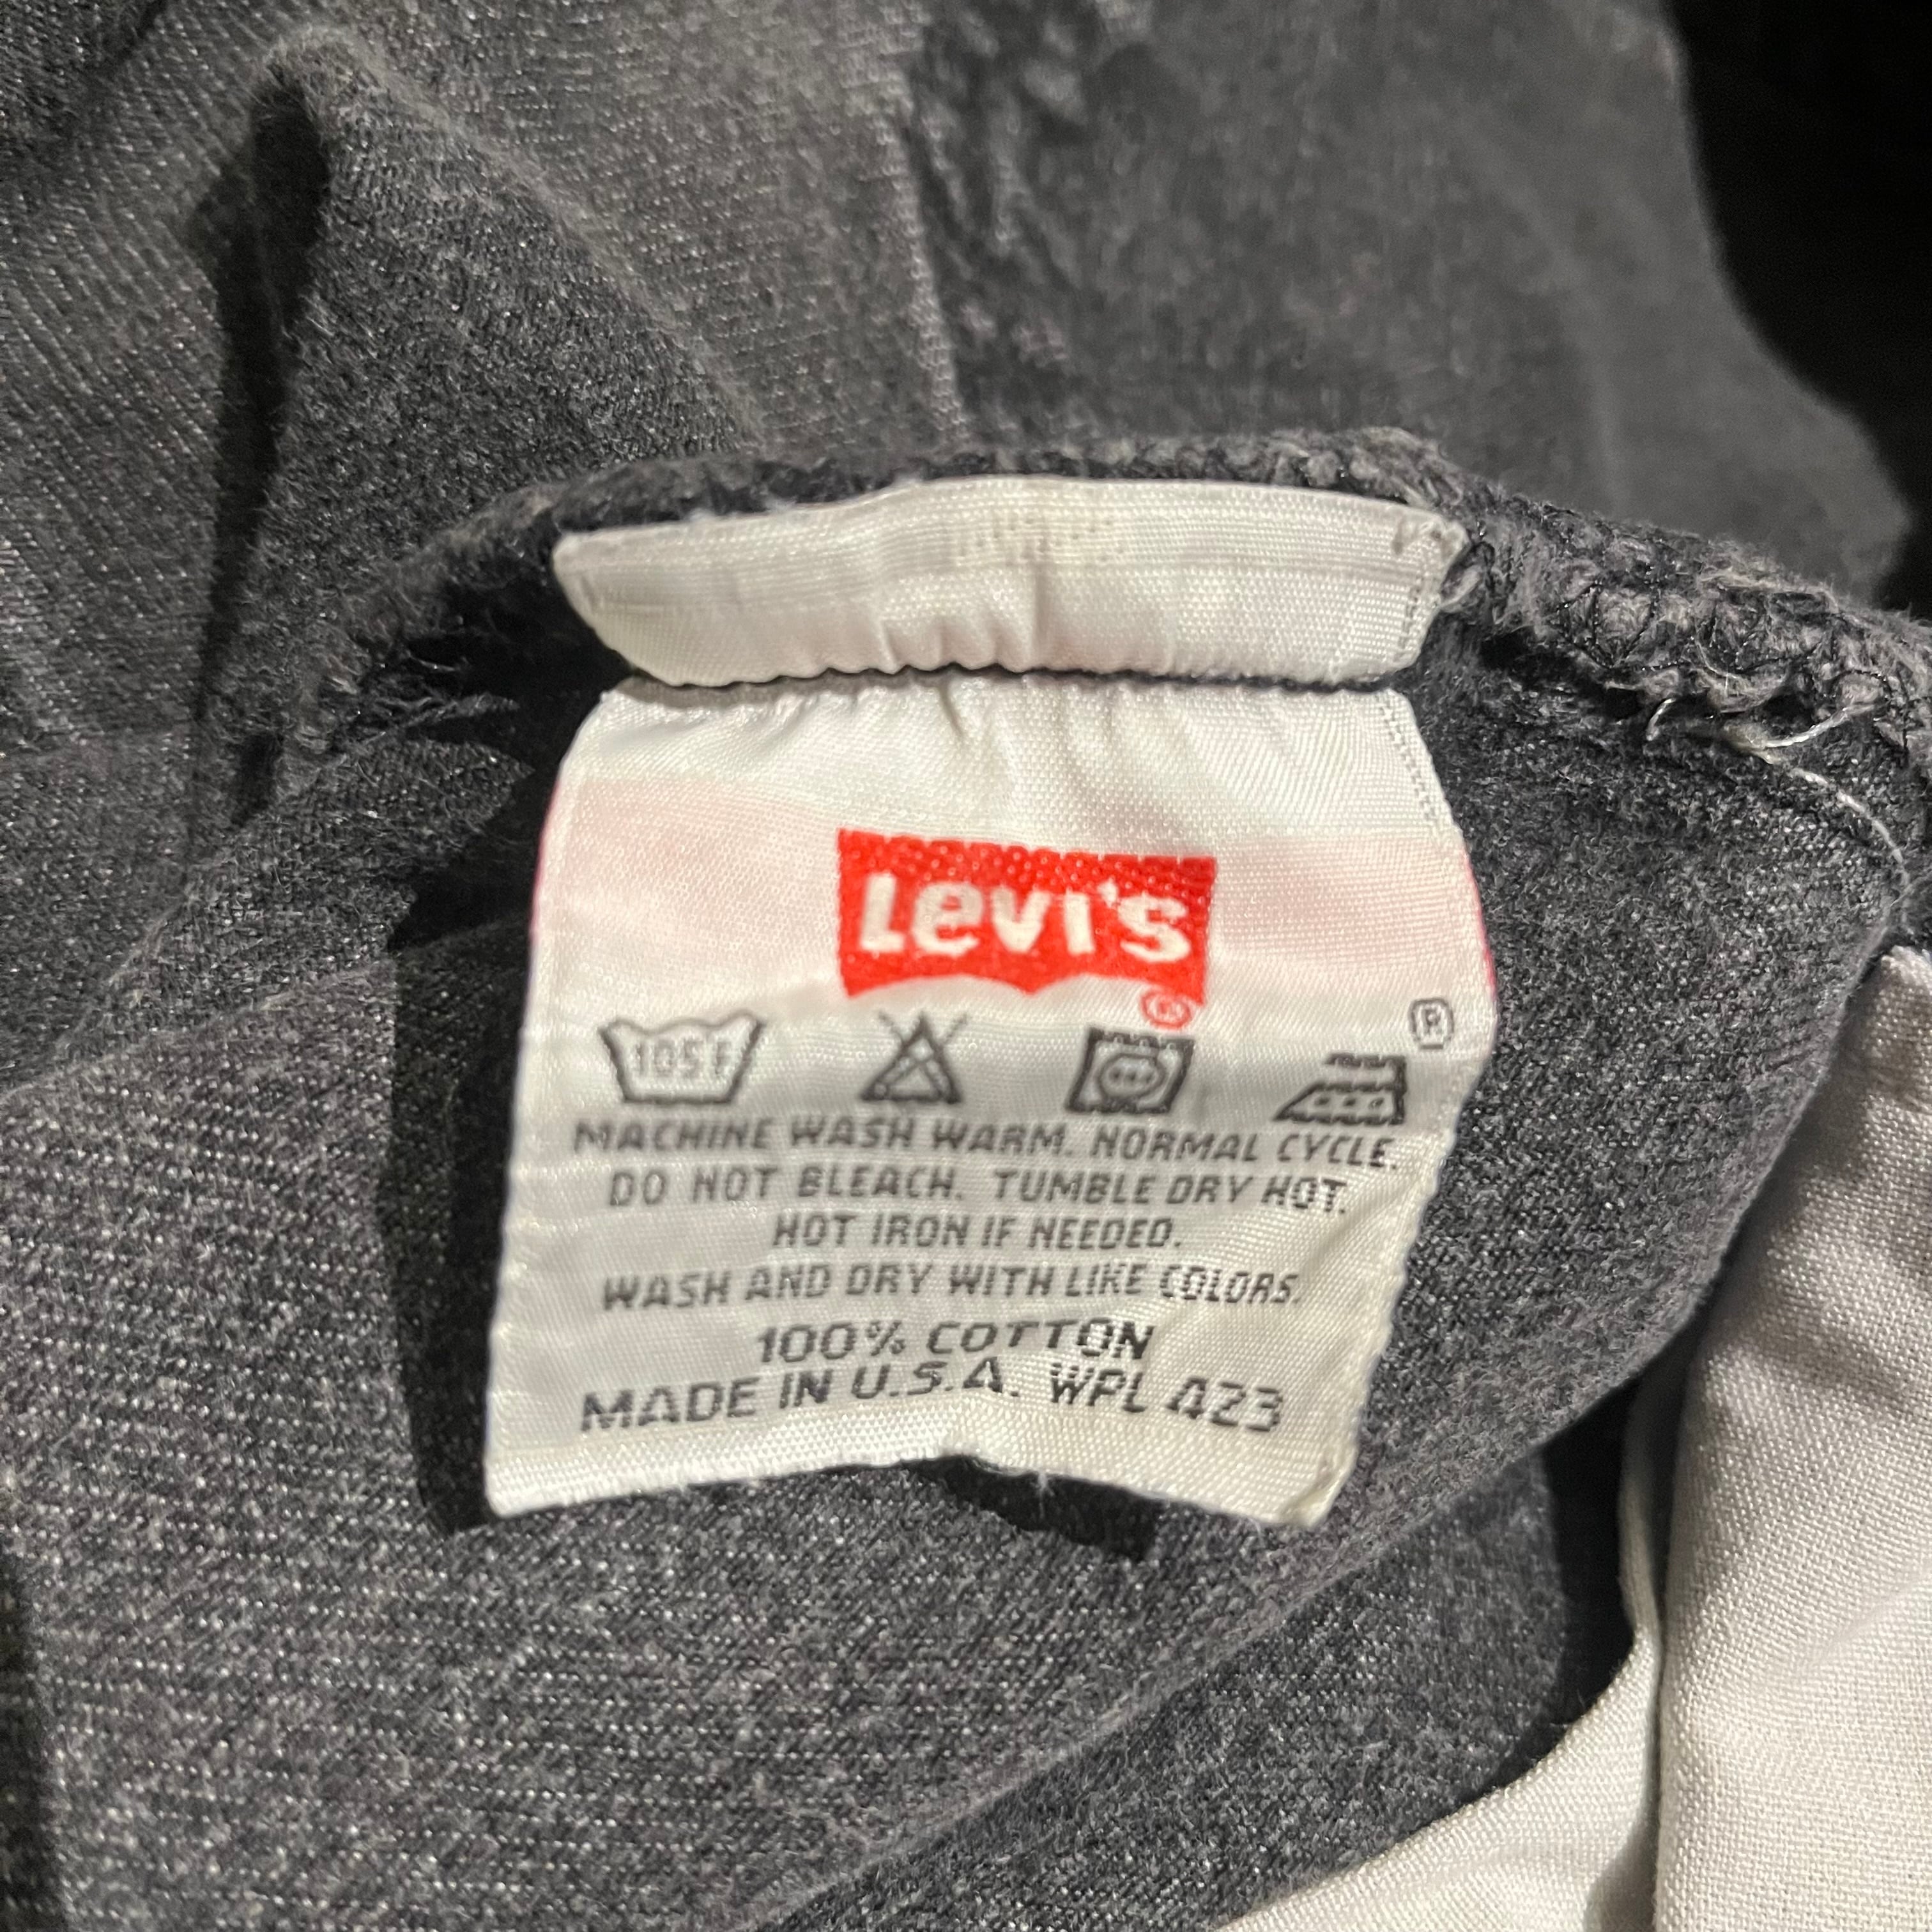 Levi's
®
®
105F
MACHINE WASH WARM. NORMAL CYCLE.
DO NOT BLEACH. TUMBLE DRY HOT.
HOT IRON IF NEEDED.
WASH AND DRY WITH LIKE COLORS.
100% COTTON
MADE IN U.S.A. WPL 423